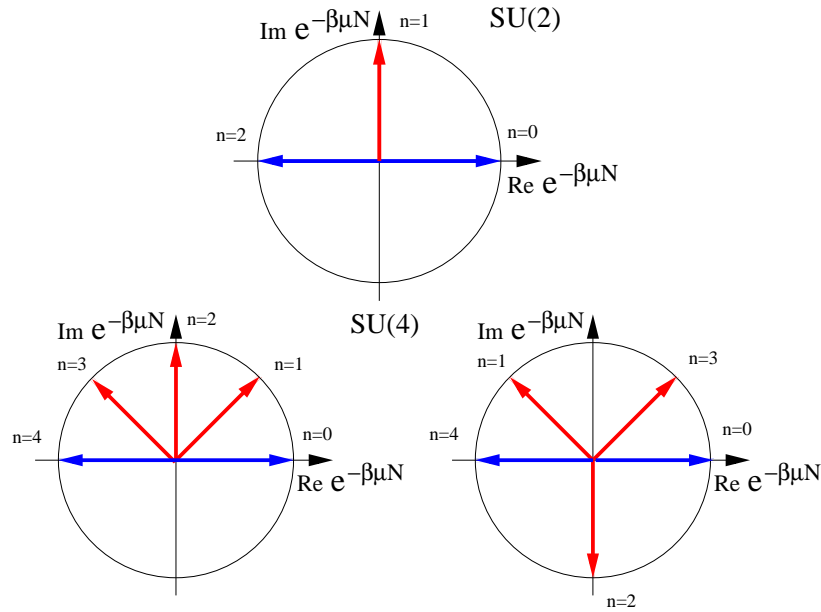 Im e^{-βμN} n=1 SU(2)
n=2 n=0
Re e^{-βμN}
SU(4)
Im e^{-βμN} n=2
n=3 n=1
n=4 n=0
Re e^{-βμN}
Im e^{-βμN}
n=1 n=3
n=4 n=0
Re e^{-βμN}
n=2